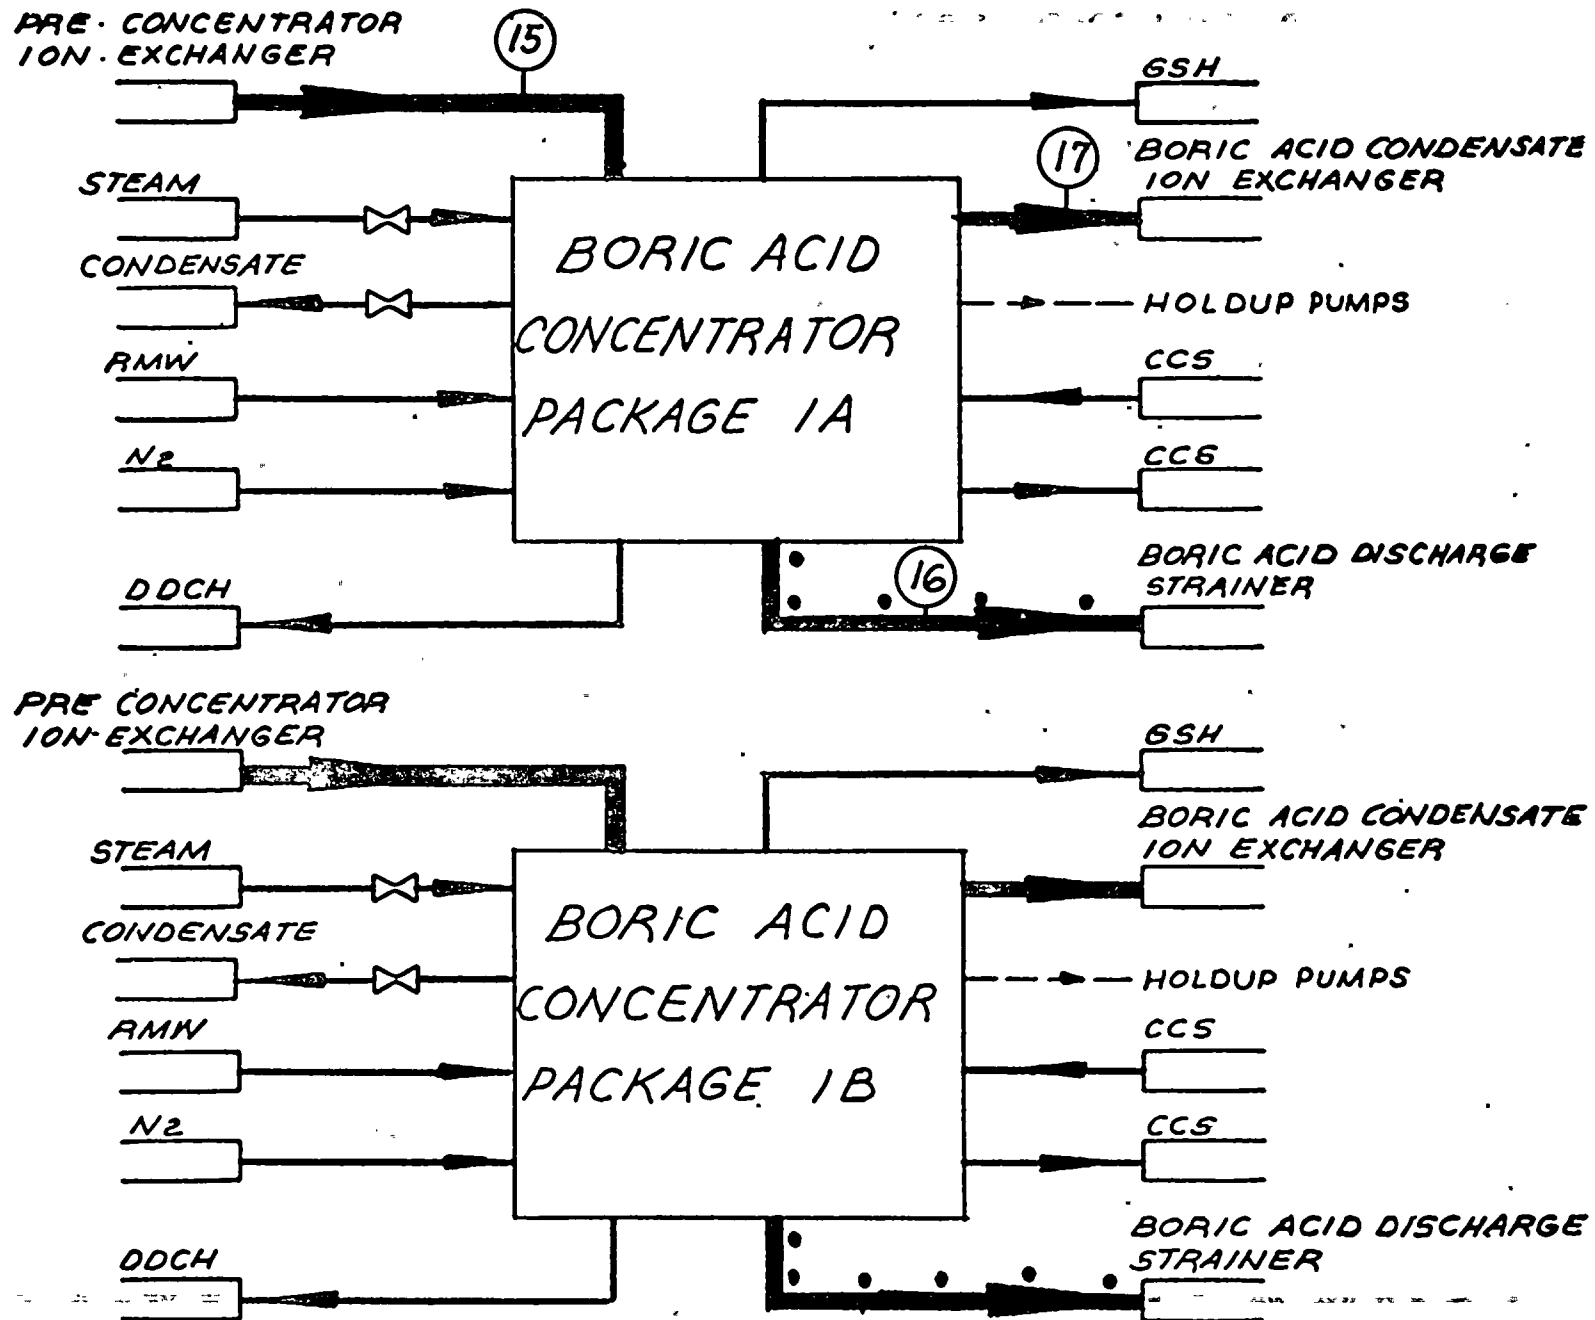 PRE-CONCENTRATOR
ION-EXCHANGER
15
GSH
17
BORIC ACID CONDENSATE
ION EXCHANGER
STEAM
CONDENSATE
RMW
N2
BORIC ACID
CONCENTRATOR
PACKAGE 1A
HOLDUP PUMPS
CCS
CCS
DDCH
16
BORIC ACID DISCHARGE
STRAINER
PRE CONCENTRATOR
ION-EXCHANGER
GSH
BORIC ACID CONDENSATE
ION EXCHANGER
STEAM
CONDENSATE
RMW
N2
BORIC ACID
CONCENTRATOR
PACKAGE 1B
HOLDUP PUMPS
CCS
CCS
DDCH
BORIC ACID DISCHARGE
STRAINER